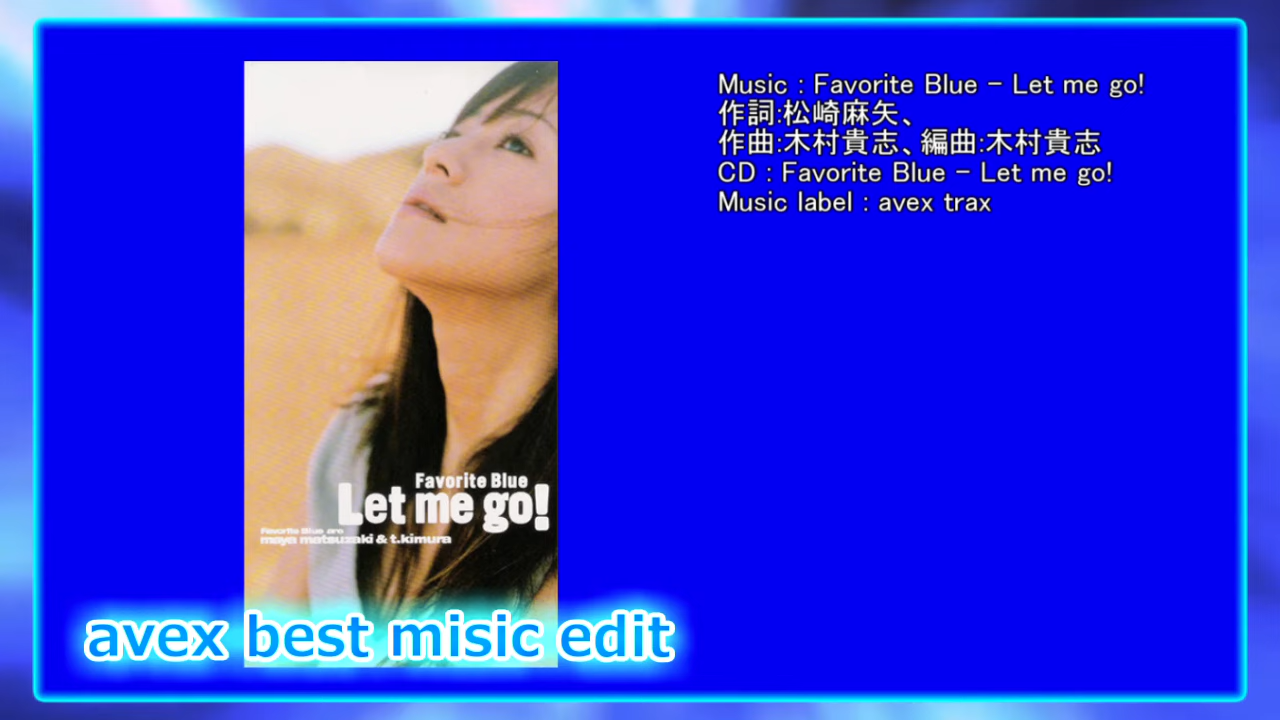 Music : Favorite Blue - Let me go!
作詞:松崎麻矢、
作曲:木村貴志、編曲:木村貴志
CD : Favorite Blue - Let me go!
Music label : avex trax
Favorite Blue
Let me go!
Favorite Blue are
maya matsuzaki & t.kimura
avex best misic edit